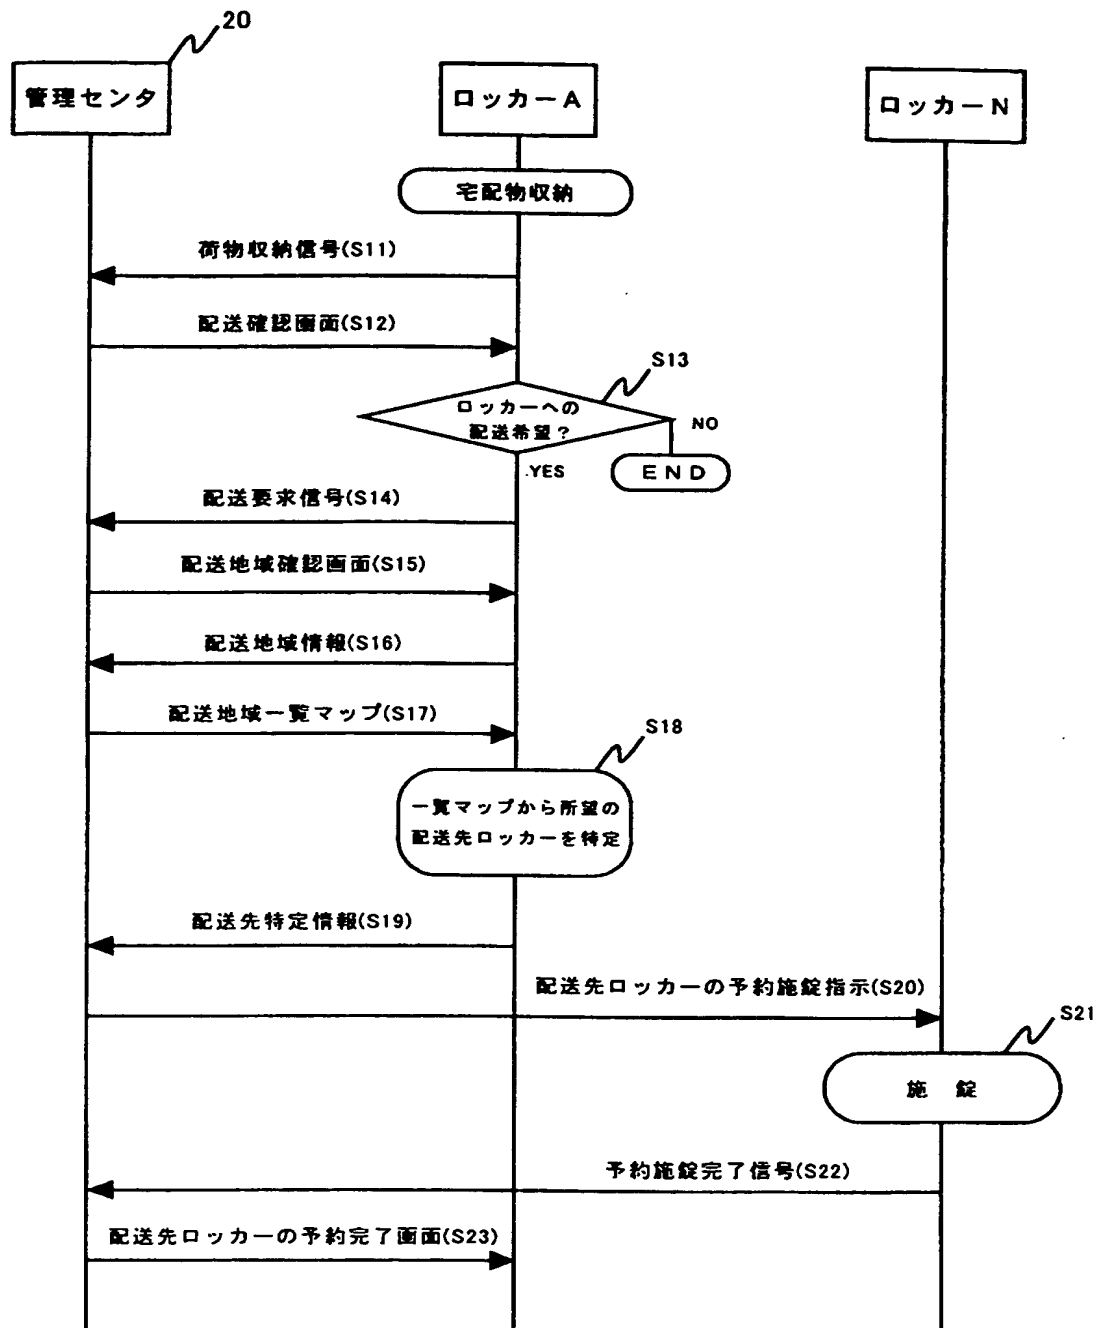 20
管理センタ
ロッカーA
ロッカーN
宅配物収納
荷物収納信号(S11)
配送確認画面(S12)
S13
ロッカーへの
配送希望？
NO
YES
END
配送要求信号(S14)
配送地域確認画面(S15)
配送地域情報(S16)
配送地域一覧マップ(S17)
S18
一覧マップから所望の
配送先ロッカーを特定
配送先特定情報(S19)
配送先ロッカーの予約施錠指示(S20)
S21
施　錠
予約施錠完了信号(S22)
配送先ロッカーの予約完了画面(S23)